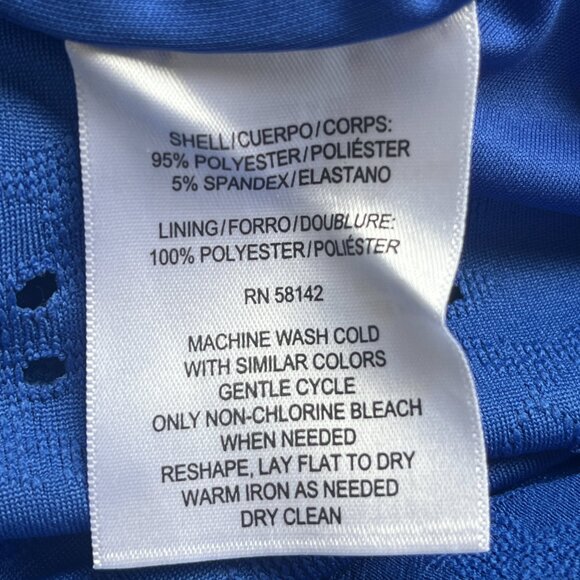 SHELL/CUERPO/CORPS:
95% POLYESTER/POLIÉSTER
5% SPANDEX/ELASTANO
LINING/FORRO/DOUBLURE:
100% POLYESTER/POLIÉSTER
RN 58142
MACHINE WASH COLD
WITH SIMILAR COLORS
GENTLE CYCLE
ONLY NON-CHLORINE BLEACH
WHEN NEEDED
RESHAPE, LAY FLAT TO DRY
WARM IRON AS NEEDED
DRY CLEAN